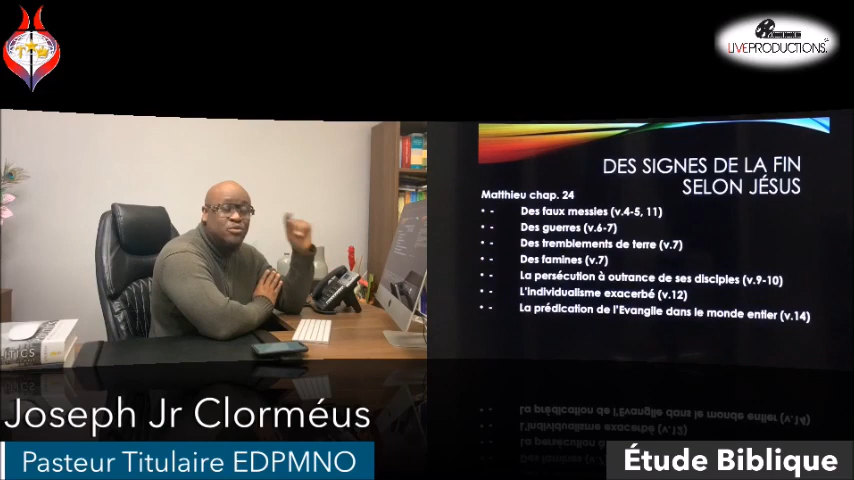 LIVEPRODUCTIONS.
DES SIGNES DE LA FIN
SELON JÉSUS
Matthieu chap. 24
• - Des faux messies (v.4-5, 11)
• - Des guerres (v.6-7)
• - Des tremblements de terre (v.7)
• - Des famines (v.7)
• - La persécution à outrance de ses disciples (v.9-10)
• - L'individualisme exacerbé (v.12)
• - La prédication de l'Evangile dans le monde entier (v.14)
Joseph Jr Clorméus
Pasteur Titulaire EDPMNO
Étude Biblique